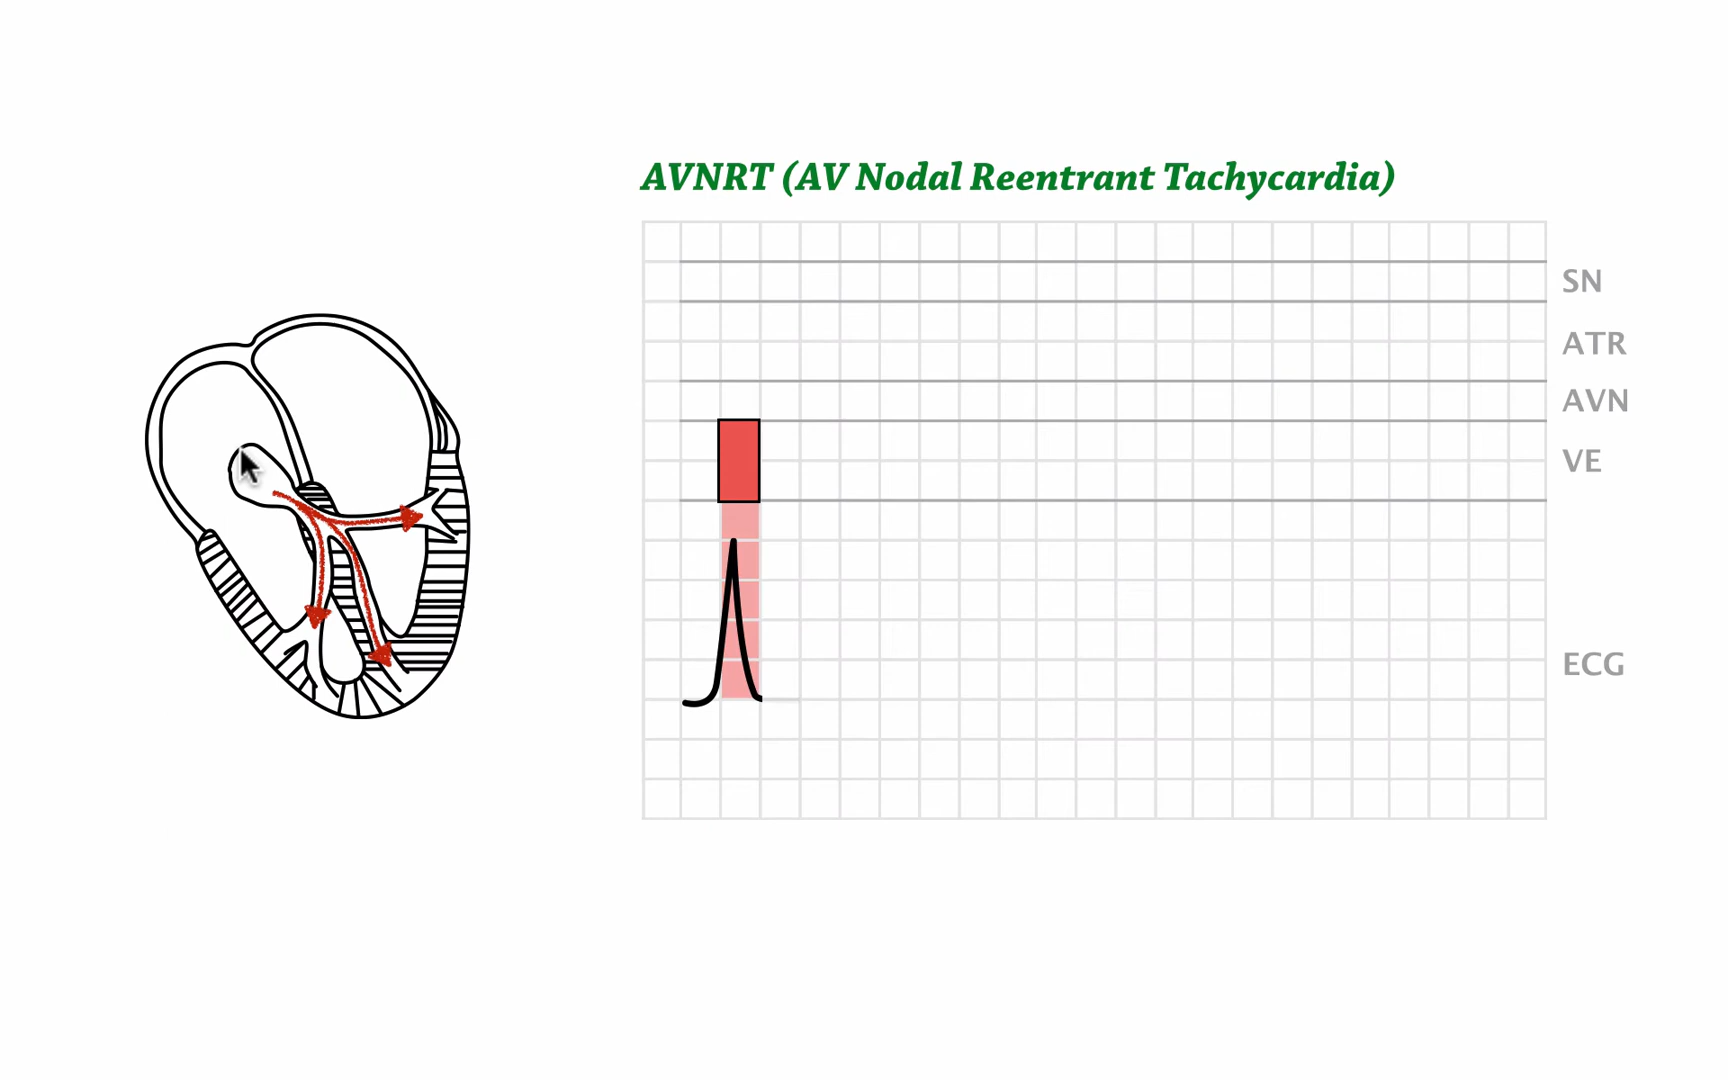 AVNRT (AV Nodal Reentrant Tachycardia)
SN
ATR
AVN
VE
ECG